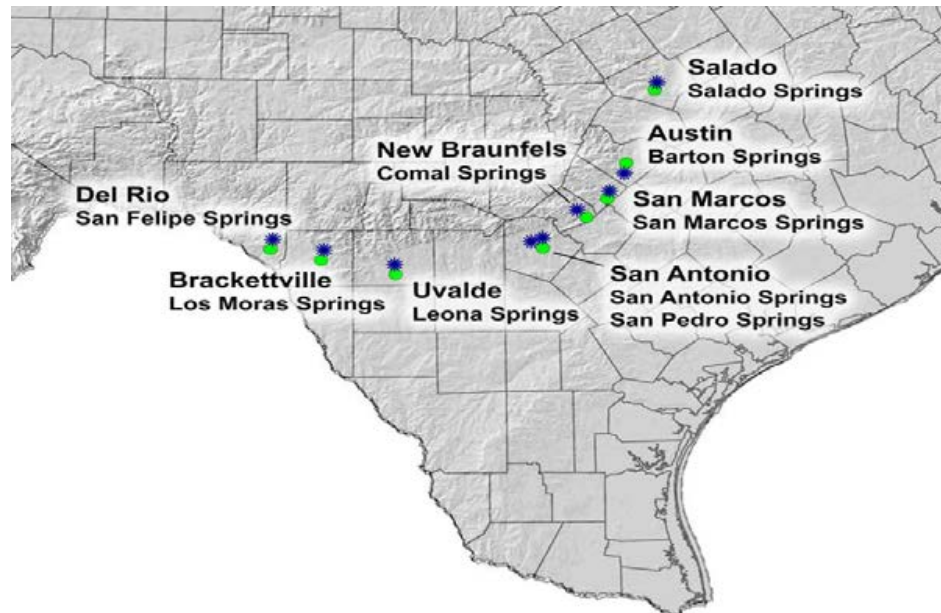 Salado
Salado Springs
Austin
Barton Springs
New Braunfels
Comal Springs
Del Rio
San Felipe Springs
San Marcos
San Marcos Springs
Brackettville
Los Moras Springs
Uvalde
Leona Springs
San Antonio
San Antonio Springs
San Pedro Springs